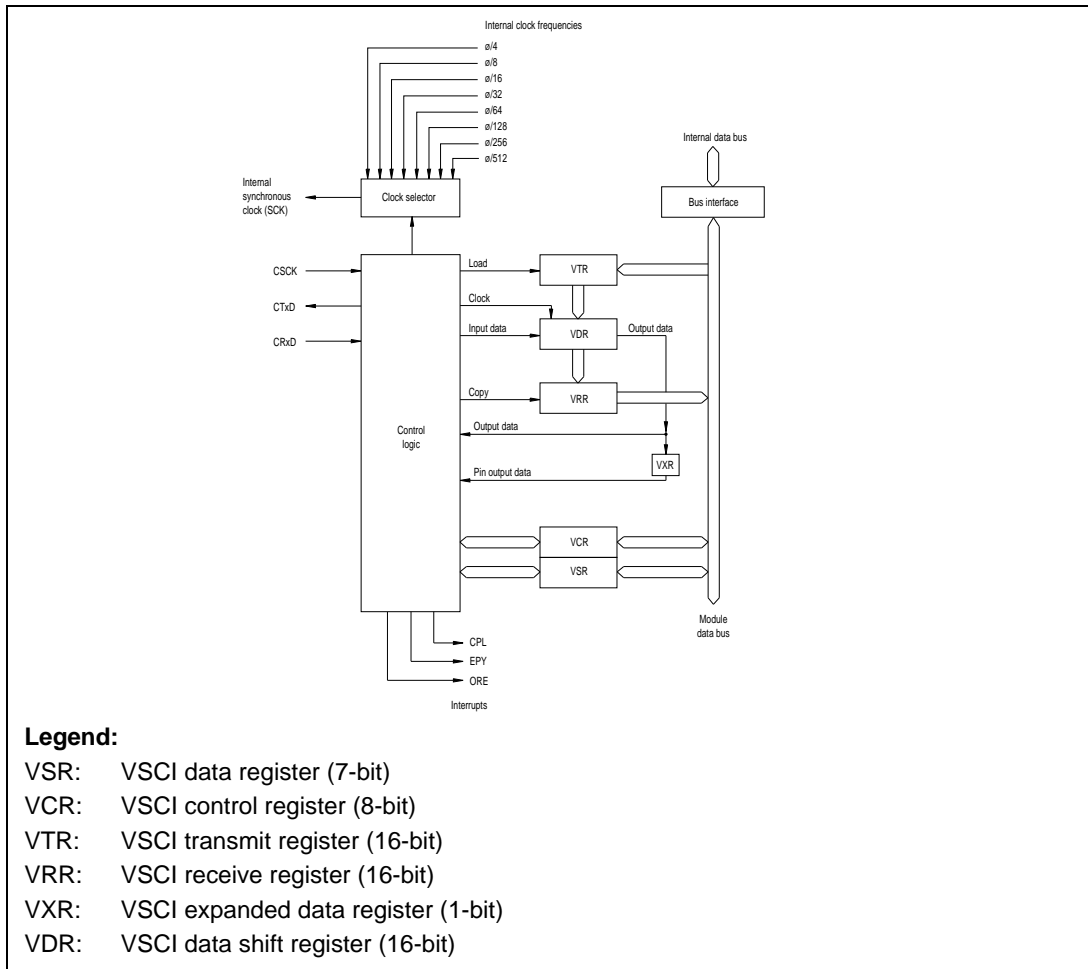 Internal clock frequencies
ø/4
ø/8
ø/16
ø/32
ø/64
ø/128
ø/256
ø/512
Internal data bus
Internal
synchronous
clock (SCK)
Clock selector
Bus interface
CSCK
CTxD
CRxD
Load
VTR
Clock
Input data
VDR
Output data
Copy
VRR
Control
logic
Output data
VXR
Pin output data
VCR
VSR
Module
data bus
CPL
EPY
ORE
Interrupts
Legend:
VSR: VSCI data register (7-bit)
VCR: VSCI control register (8-bit)
VTR: VSCI transmit register (16-bit)
VRR: VSCI receive register (16-bit)
VXR: VSCI expanded data register (1-bit)
VDR: VSCI data shift register (16-bit)